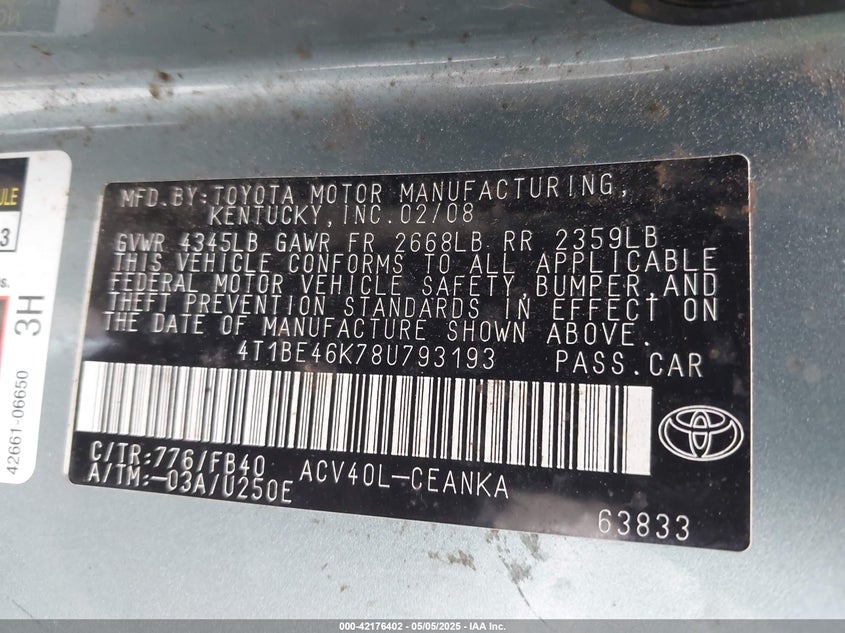 MFD.BY:TOYOTA MOTOR MANUFACTURING,
KENTUCKY,INC.02/08
GVWR 4345LB GAWR FR 2668LB RR 2359LB
THIS VEHICLE CONFORMS TO ALL APPLICABLE
FEDERAL MOTOR VEHICLE SAFETY,BUMPER,AND
THEFT PREVENTION STANDARDS IN EFFECT ON
THE DATE OF MANUFACTURE SHOWN ABOVE.
4T1BE46K78U793193 PASS.CAR
C/TR:776/FB40 ACV40L-CEANKA
A/TM:-03A/U250E
63833
3H
42661-06650
000-42176402 - 05/05/2025 - IAA Inc.